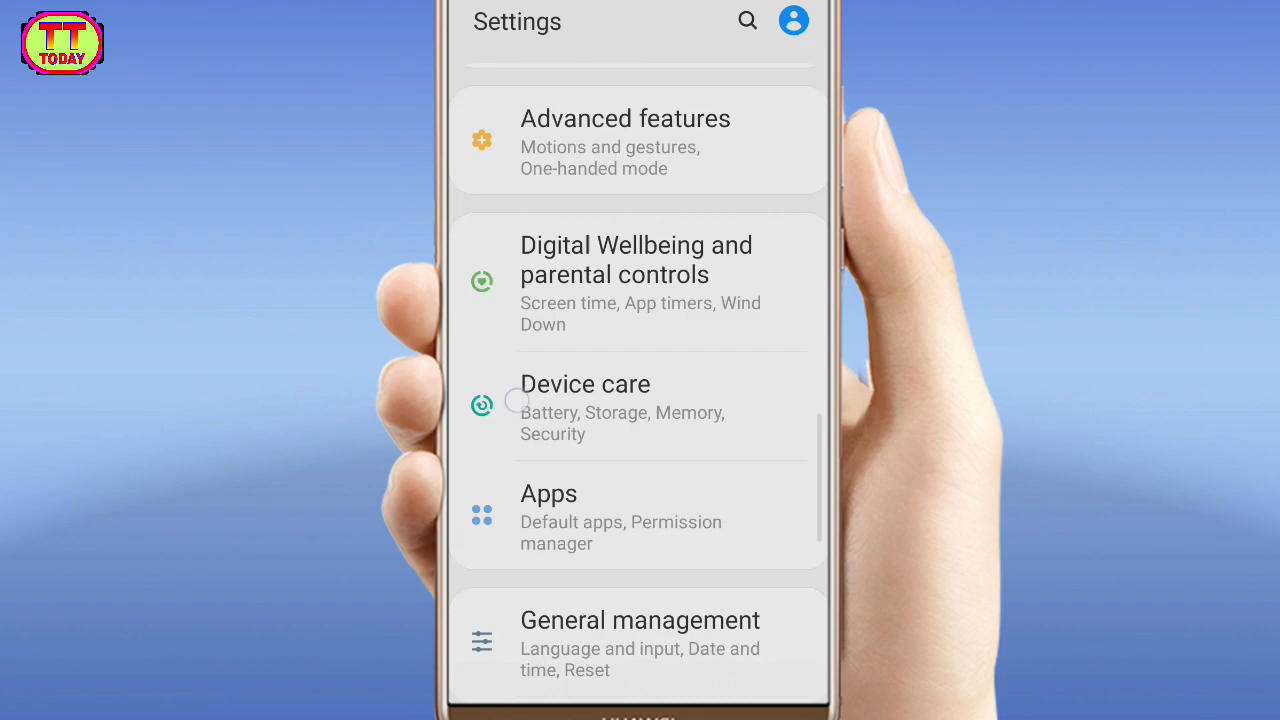 TT
TODAY
Settings
Advanced features
Motions and gestures,
One-handed mode
Digital Wellbeing and
parental controls
Screen time, App timers, Wind
Down
Device care
Battery, Storage, Memory,
Security
Apps
Default apps, Permission
manager
General management
Language and input, Date and
time, Reset